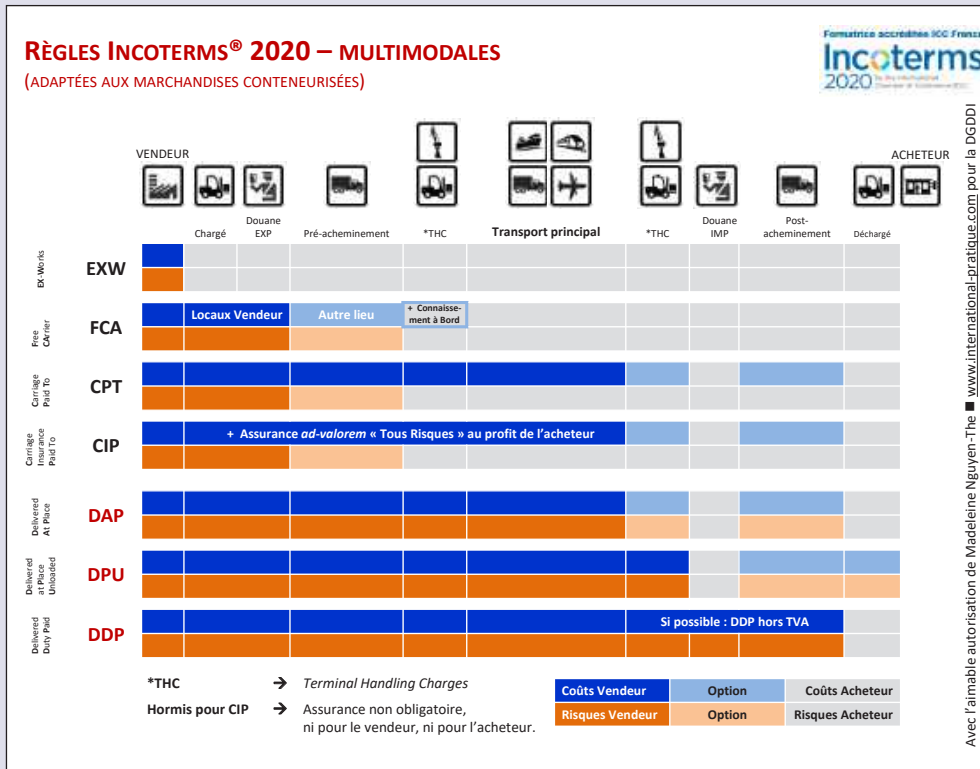 RÈGLES INCOTERMS® 2020 – MULTIMODALES
(ADAPTÉES AUX MARCHANDISES CONTENEURISÉES)
Formatrice accréditée ICC France
Incoterms
2020
VENDEUR
ACHETEUR
Chargé
Douane
EXP
Pré-acheminement
*THC
Transport principal
*THC
Douane
IMP
Post-
acheminement
Déchargé
EX-Works
EXW
Free
CArrier
FCA
Locaux Vendeur
Autre lieu
+ Connaisse-
ment à Bord
Carriage
Paid To
CPT
Carriage
Insurance
Paid To
CIP
+ Assurance ad-valorem « Tous Risques » au profit de l’acheteur
Delivered
At Place
DAP
Delivered
at Place
Unloaded
DPU
Delivered
Duty Paid
DDP
Si possible : DDP hors TVA
*THC → Terminal Handling Charges
Hormis pour CIP → Assurance non obligatoire,
ni pour le vendeur, ni pour l’acheteur.
Coûts Vendeur Option Coûts Acheteur
Risques Vendeur Option Risques Acheteur
Avec l’aimable autorisation de Madeleine Nguyen-The ■ www.international-pratique.com pour la DGDDI